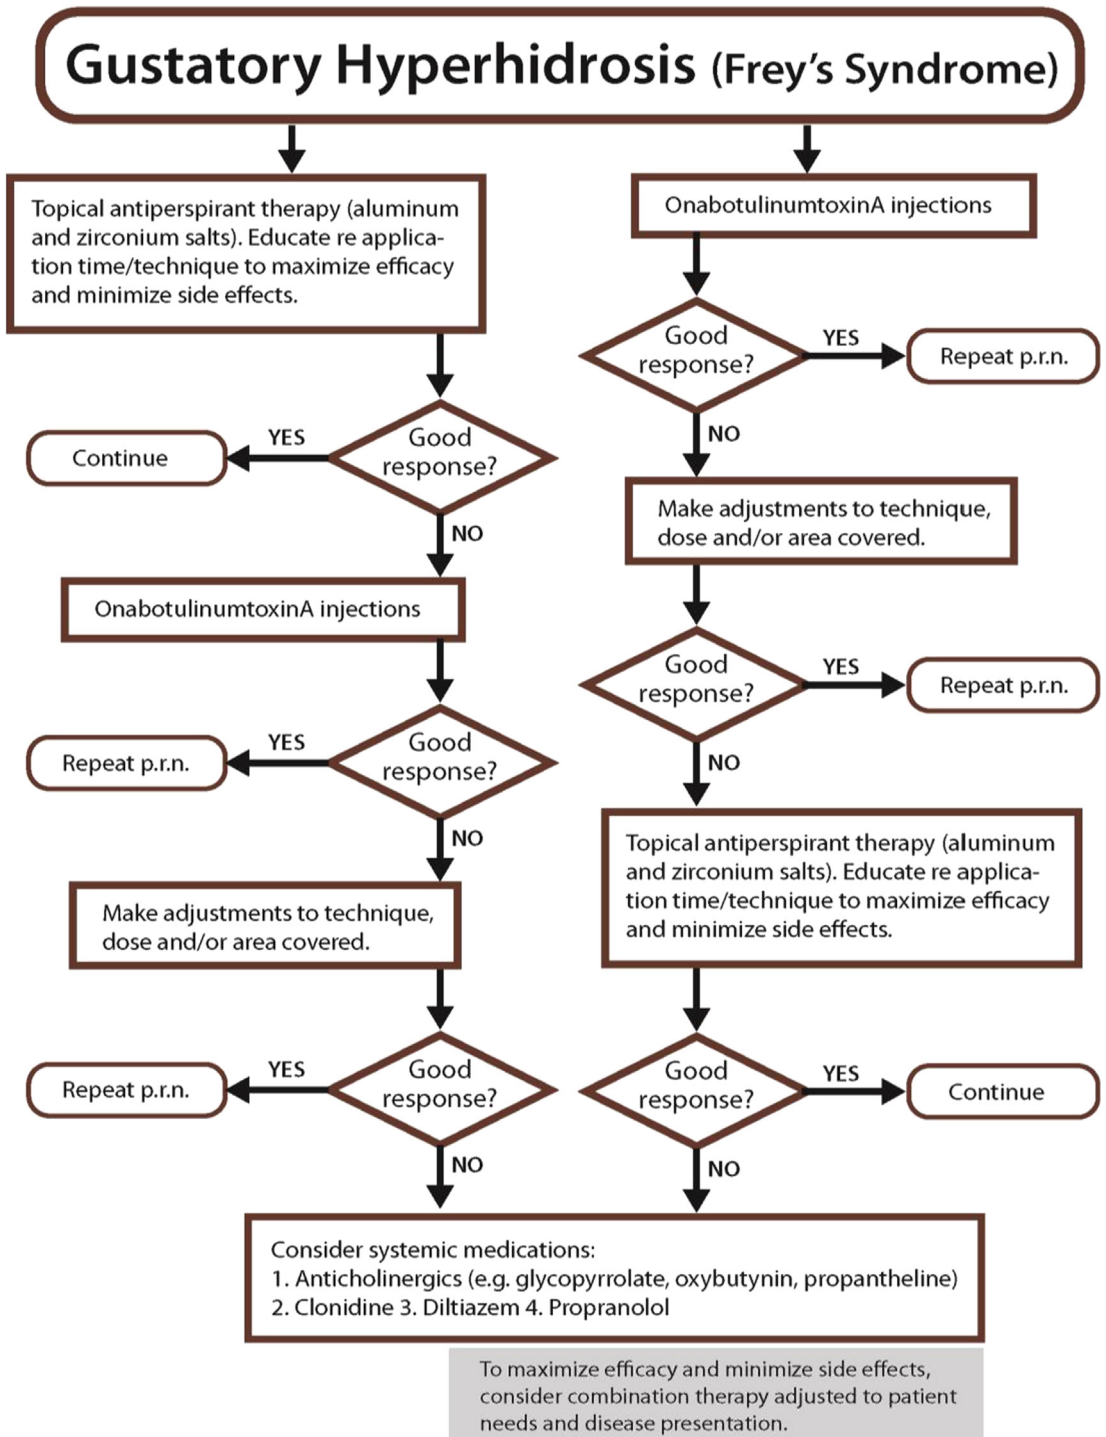 Gustatory Hyperhidrosis (Frey's Syndrome)
Topical antiperspirant therapy (aluminum
and zirconium salts). Educate re applica-
tion time/technique to maximize efficacy
and minimize side effects.
Good
response?
YES
Continue
NO
OnabotulinumtoxinA injections
Good
response?
YES
Repeat p.r.n.
NO
Make adjustments to technique,
dose and/or area covered.
Good
response?
YES
Repeat p.r.n.
NO
OnabotulinumtoxinA injections
Good
response?
YES
Repeat p.r.n.
NO
Make adjustments to technique,
dose and/or area covered.
Good
response?
YES
Repeat p.r.n.
NO
Topical antiperspirant therapy (aluminum
and zirconium salts). Educate re applica-
tion time/technique to maximize efficacy
and minimize side effects.
Good
response?
YES
Continue
NO
Consider systemic medications:
1. Anticholinergics (e.g. glycopyrrolate, oxybutynin, propantheline)
2. Clonidine 3. Diltiazem 4. Propranolol
To maximize efficacy and minimize side effects,
consider combination therapy adjusted to patient
needs and disease presentation.